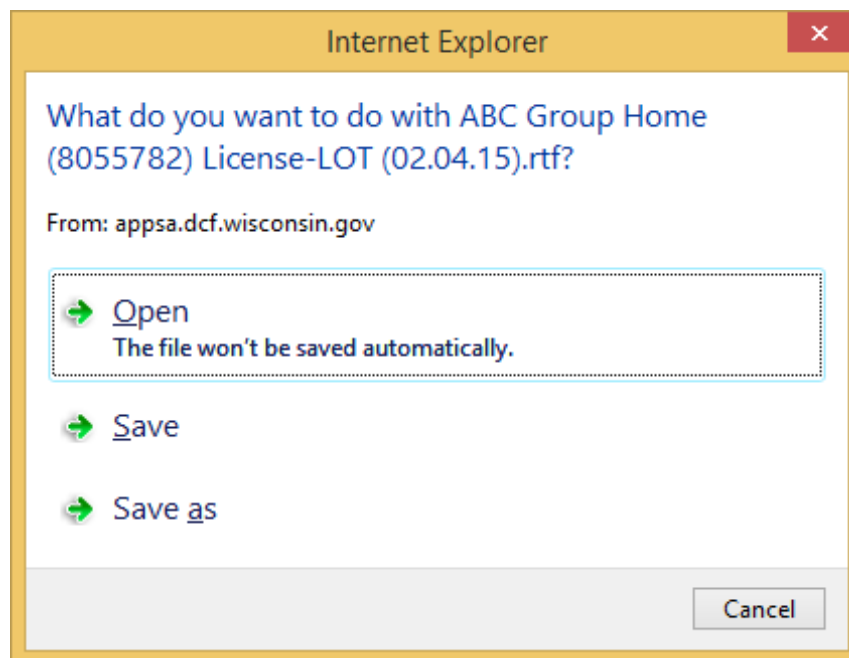 Internet Explorer
What do you want to do with ABC Group Home
(8055782) License-LOT (02.04.15).rtf?
From: appsa.dcf.wisconsin.gov
Open
The file won't be saved automatically.
Save
Save as
Cancel